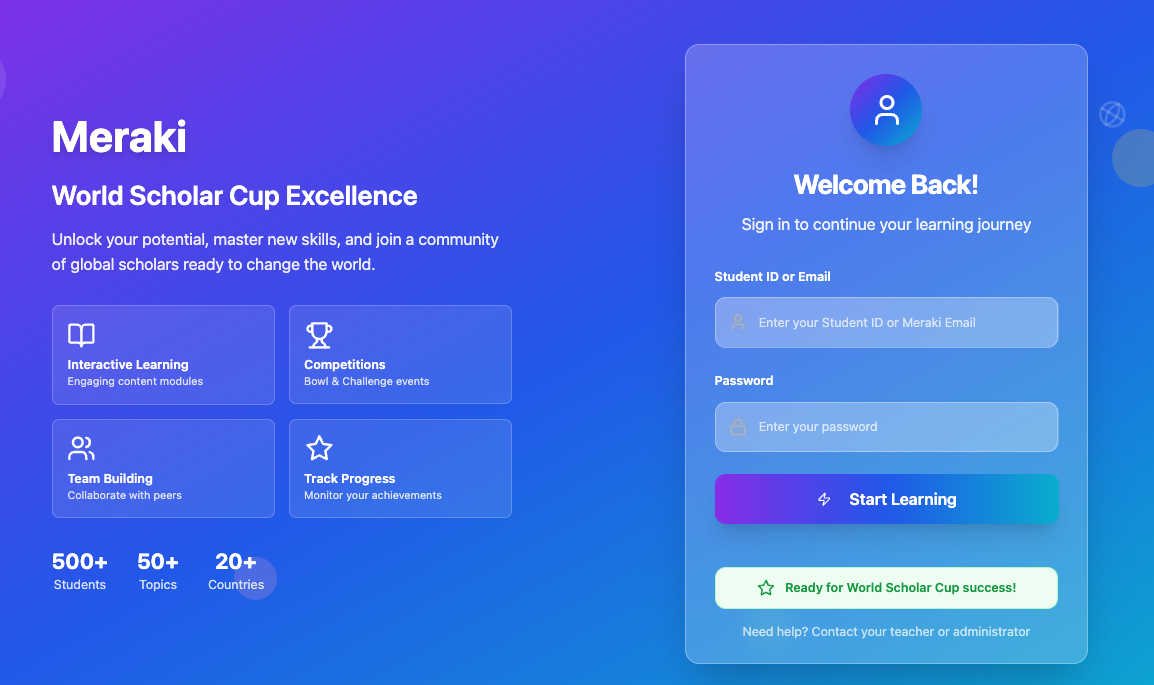 Meraki
World Scholar Cup Excellence
Unlock your potential, master new skills, and join a community
of global scholars ready to change the world.
Interactive Learning
Engaging content modules
Competitions
Bowl & Challenge events
Team Building
Collaborate with peers
Track Progress
Monitor your achievements
500+
Students
50+
Topics
20+
Countries
Welcome Back!
Sign in to continue your learning journey
Student ID or Email
Enter your Student ID or Meraki Email
Password
Enter your password
Start Learning
Ready for World Scholar Cup success!
Need help? Contact your teacher or administrator